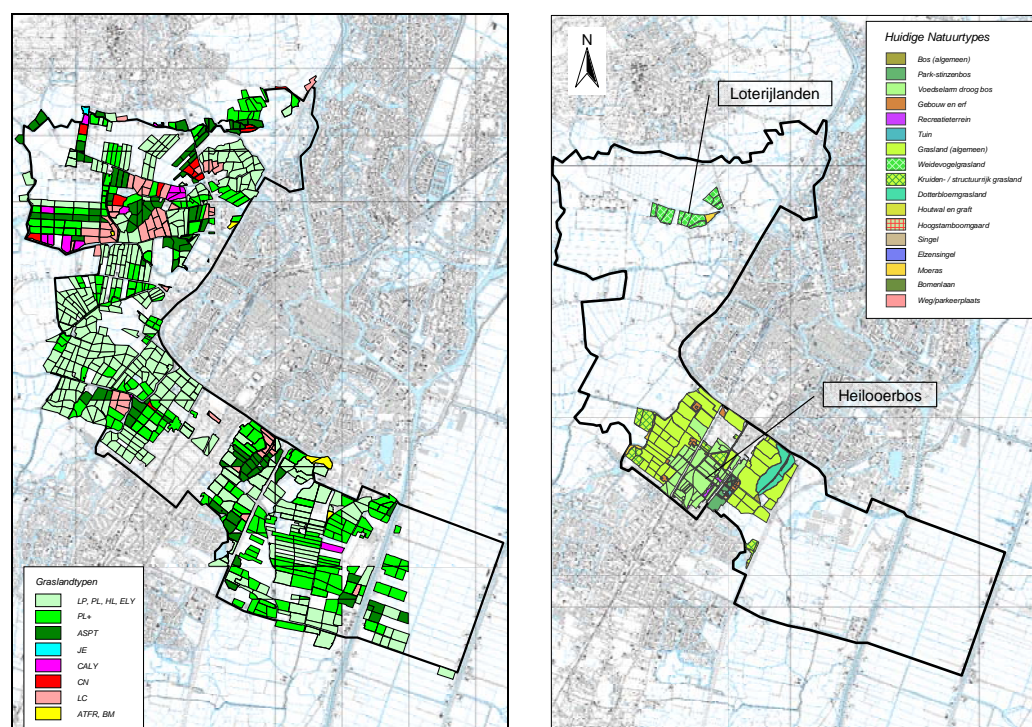 Graslandtypen
LP, PL, HL, ELY
PL+
ASPT
JE
CALY
CN
LC
ATFR, BM
N
Loterijlanden
Heilooerbos
Huidige Natuurtypes
Bos (algemeen)
Park-stinzenbos
Voedselarm droog bos
Gebouw en erf
Recreatieterrein
Tuin
Grasland (algemeen)
Weidevogelgrasland
Kruiden- / structuurrijk grasland
Dotterbloemgrasland
Houtwal en graft
Hoogstamboomgaard
Singel
Elzensingel
Moeras
Bomenlaan
Weg/parkeerplaats